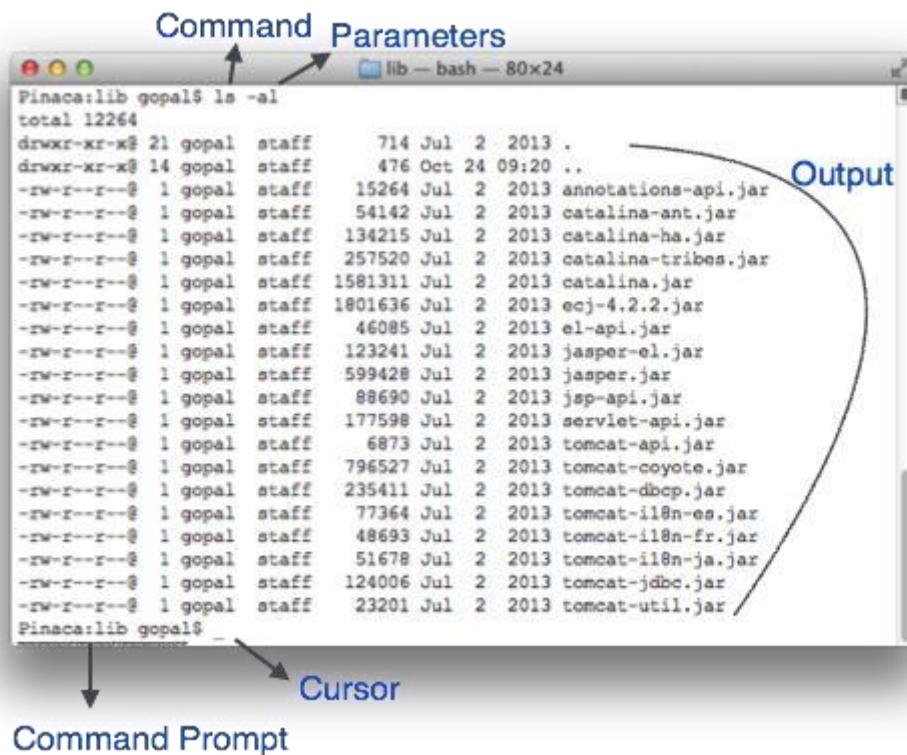 Command Parameters
lib — bash — 80×24
Pinaca:lib gopal$ ls -al
total 12264
drwxr-xr-x@ 21 gopal staff 714 Jul 2 2013 .
drwxr-xr-x@ 14 gopal staff 476 Oct 24 09:20 ..
Output
-rw-r--r--@ 1 gopal staff 15264 Jul 2 2013 annotations-api.jar
-rw-r--r--@ 1 gopal staff 54142 Jul 2 2013 catalina-ant.jar
-rw-r--r--@ 1 gopal staff 134215 Jul 2 2013 catalina-ha.jar
-rw-r--r--@ 1 gopal staff 257520 Jul 2 2013 catalina-tribes.jar
-rw-r--r--@ 1 gopal staff 1581311 Jul 2 2013 catalina.jar
-rw-r--r--@ 1 gopal staff 1801636 Jul 2 2013 ecj-4.2.2.jar
-rw-r--r--@ 1 gopal staff 46085 Jul 2 2013 el-api.jar
-rw-r--r--@ 1 gopal staff 123241 Jul 2 2013 jasper-el.jar
-rw-r--r--@ 1 gopal staff 599428 Jul 2 2013 jasper.jar
-rw-r--r--@ 1 gopal staff 88690 Jul 2 2013 jsp-api.jar
-rw-r--r--@ 1 gopal staff 177598 Jul 2 2013 servlet-api.jar
-rw-r--r--@ 1 gopal staff 6873 Jul 2 2013 tomcat-api.jar
-rw-r--r--@ 1 gopal staff 796527 Jul 2 2013 tomcat-coyote.jar
-rw-r--r--@ 1 gopal staff 235411 Jul 2 2013 tomcat-dbcp.jar
-rw-r--r--@ 1 gopal staff 77364 Jul 2 2013 tomcat-i18n-es.jar
-rw-r--r--@ 1 gopal staff 48693 Jul 2 2013 tomcat-i18n-fr.jar
-rw-r--r--@ 1 gopal staff 51678 Jul 2 2013 tomcat-i18n-ja.jar
-rw-r--r--@ 1 gopal staff 124006 Jul 2 2013 tomcat-jdbc.jar
-rw-r--r--@ 1 gopal staff 23201 Jul 2 2013 tomcat-util.jar
Pinaca:lib gopal$ _
Cursor
Command Prompt